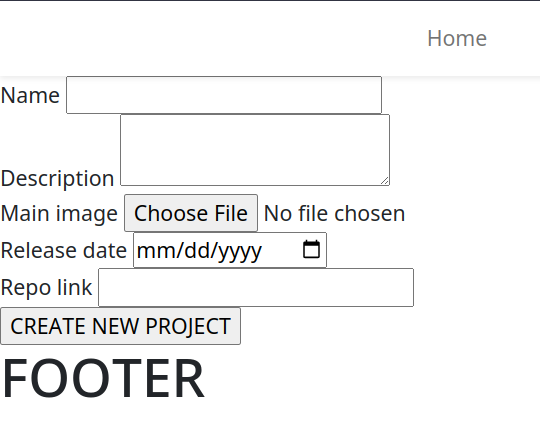 Home
Name
Description
Main image Choose File No file chosen
Release date mm/dd/yyyy
Repo link
CREATE NEW PROJECT
FOOTER